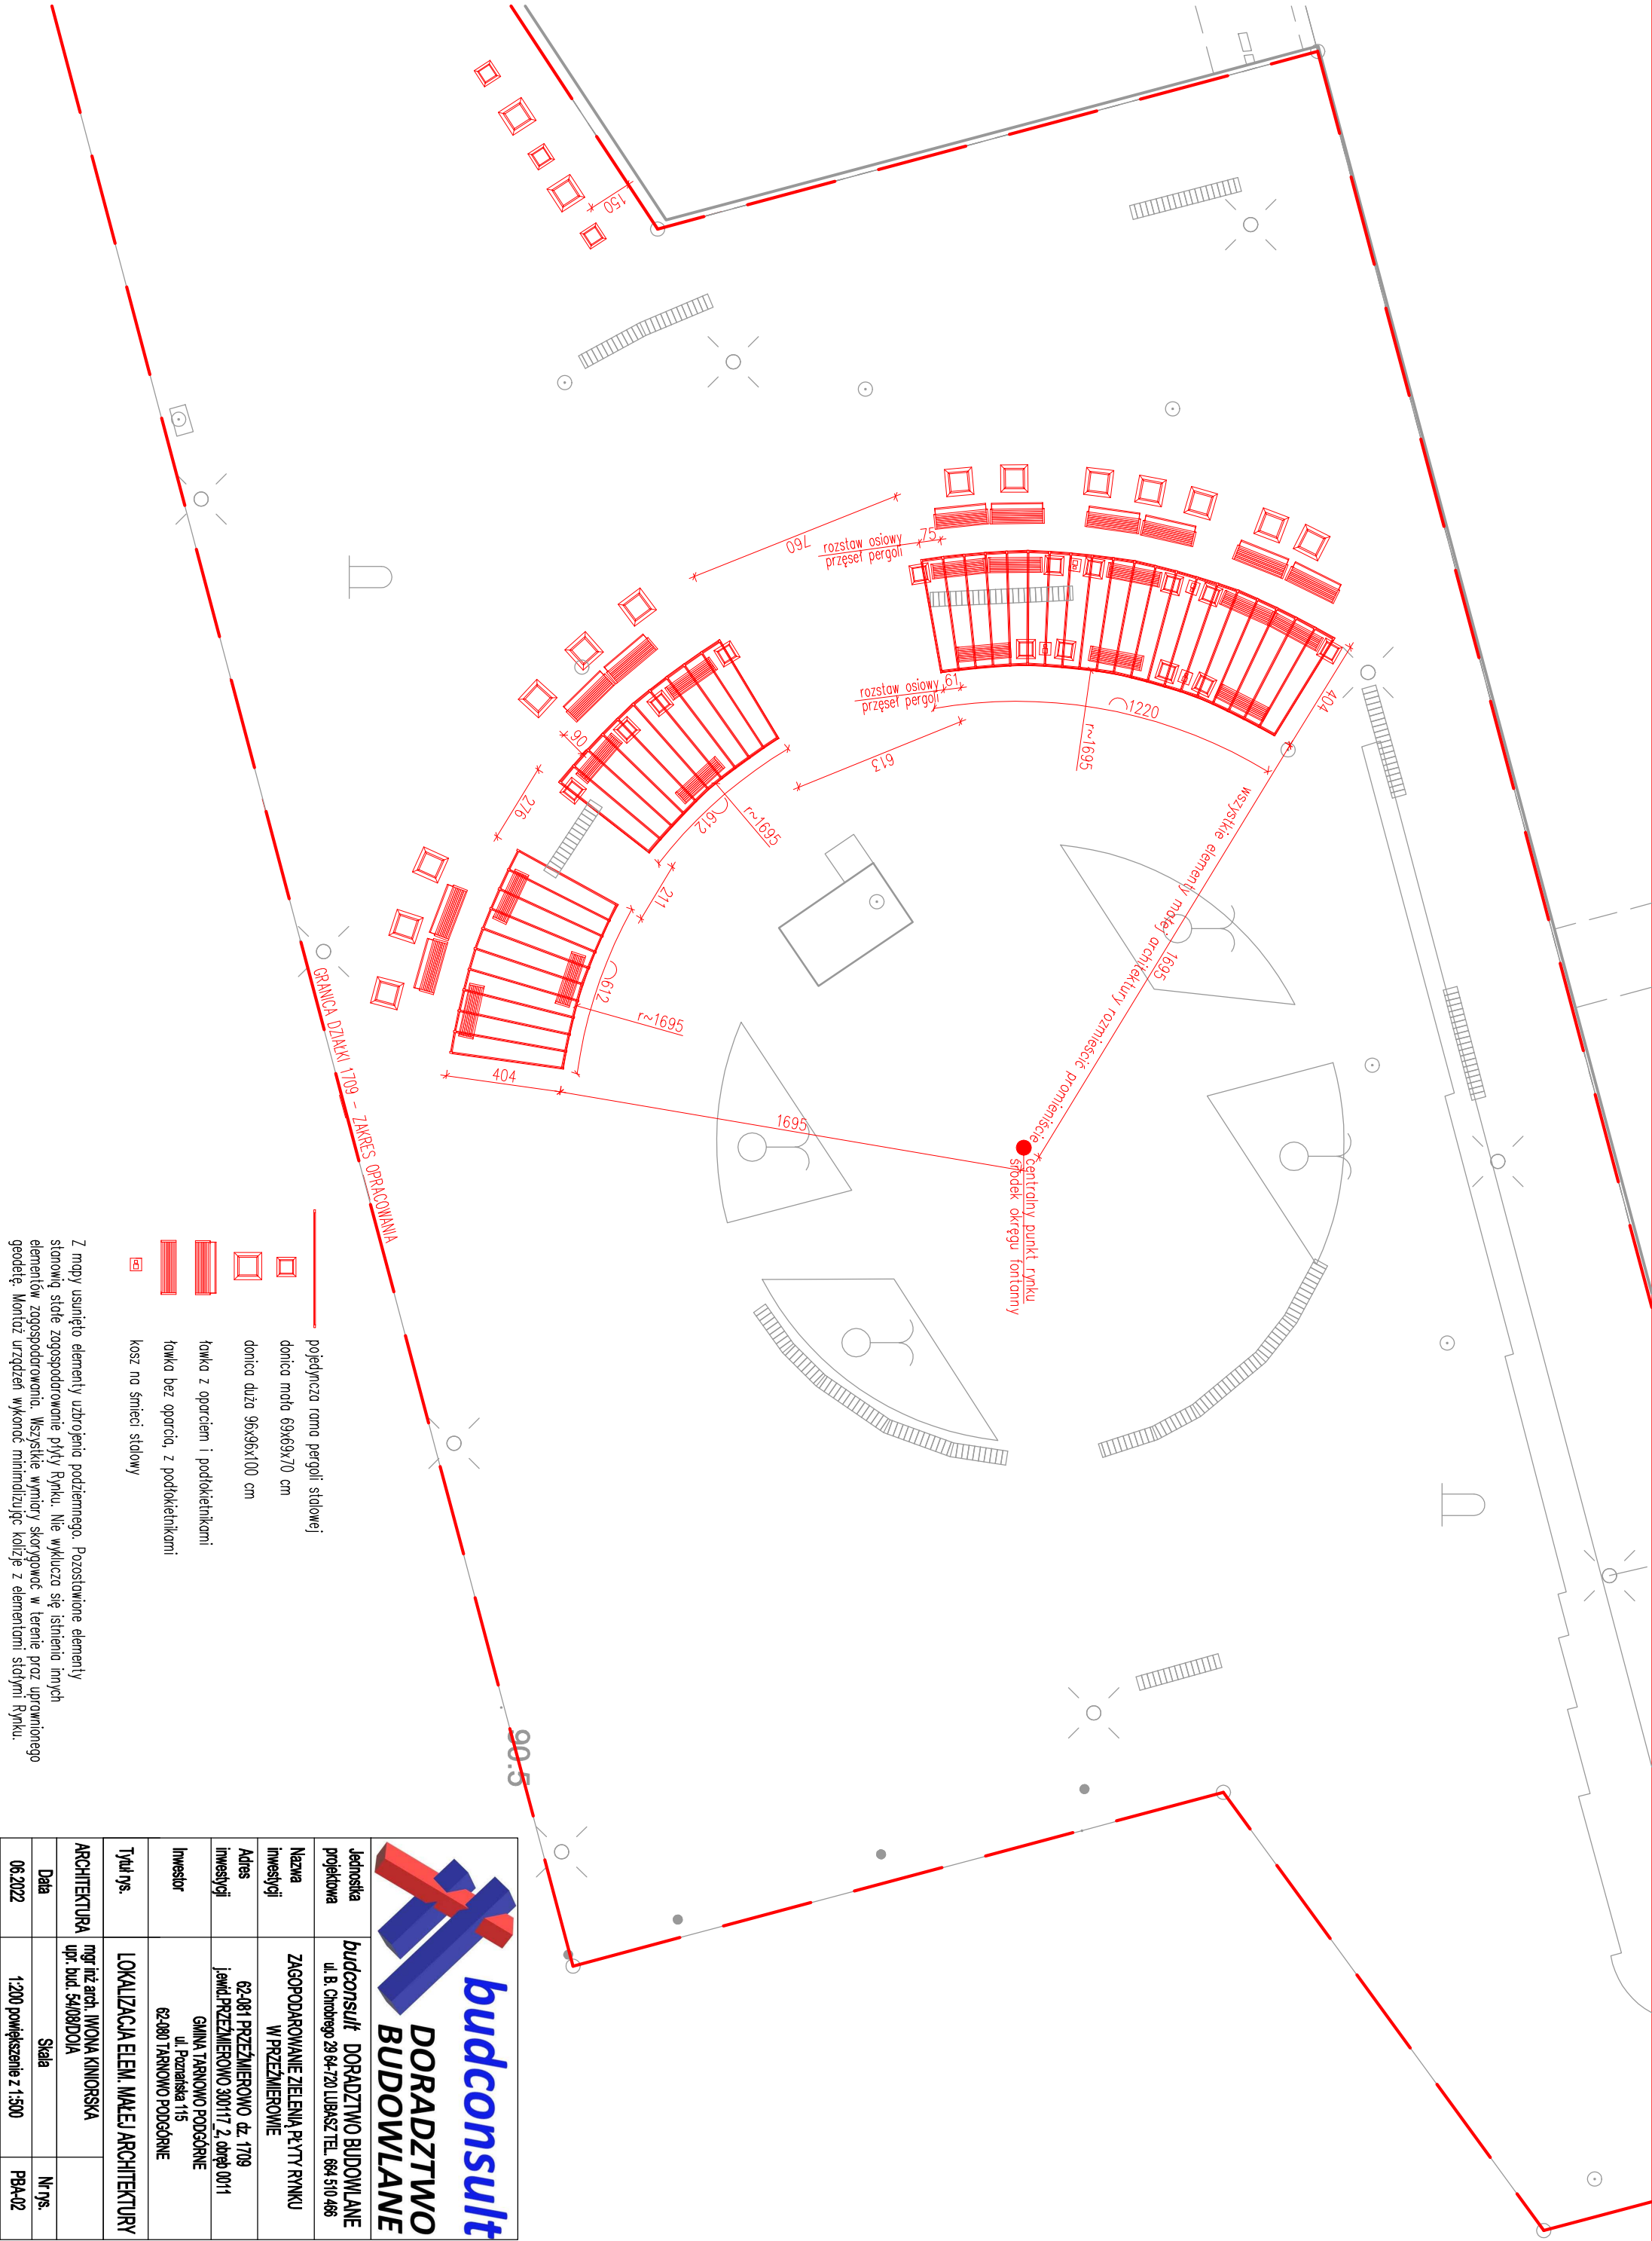 150
760
rozstaw osiowy
przęseł pergoli
75
rozstaw osiowy
przęseł pergoli
61
613
1220
r~1695
404
wszystkie elementy małej architektury rozmieścić promieniście
1695
90
276
612
r~1695
211
612
r~1695
404
1695
centralny punkt rynku
środek okręgu fontanny
GRANICA DZIAŁKI 1709 - ZAKRES OPRACOWANIA
90.5
pojedyncza rama pergoli stalowej
donica mała 69x69x70 cm
donica duża 96x96x100 cm
ławka z oparciem i podłokietnikami
ławka bez oparcia, z podłokietnikami
kosz na śmieci stalowy
Z mapy usunięto elementy uzbrojenia podziemnego. Pozostawione elementy
stanowią stałe zagospodarowanie płyty Rynku. Nie wyklucza się istnienia innych
elementów zagospodarowania. Wszystkie wymiary skorygować w terenie praz uprawnionego
geodetę. Montaż urządzeń wykonać minimalizując kolizje z elementami stałymi Rynku.
budconsult
DORADZTWO
BUDOWLANE
Jednostka
projektowa
budconsult DORADZTWO BUDOWLANE
ul. B. Chrobrego 29 64-720 LUBASZ TEL. 664 510 466
Nazwa
inwestycji
ZAGOPODAROWANIE ZIELENIĄ PŁYTY RYNKU
W PRZEŹMIEROWIE
Adres
inwestycji
62-081 PRZEŹMIEROWO dz. 1709
j.ewid.PRZEŹMIEROWO 300117_2, obręb 0011
Inwestor
GMINA TARNOWO PODGÓRNE
ul. Poznańska 115
62-080 TARNOWO PODGÓRNE
Tytuł rys.
LOKALIZACJA ELEM. MAŁEJ ARCHITEKTURY
ARCHITEKTURA
mgr inż arch. IWONA KINIORSKA
upr. bud. 54/08/DOIA
Data
Skala
Nr rys.
06.2022
1:200 powiększenie z 1:500
PBA-02